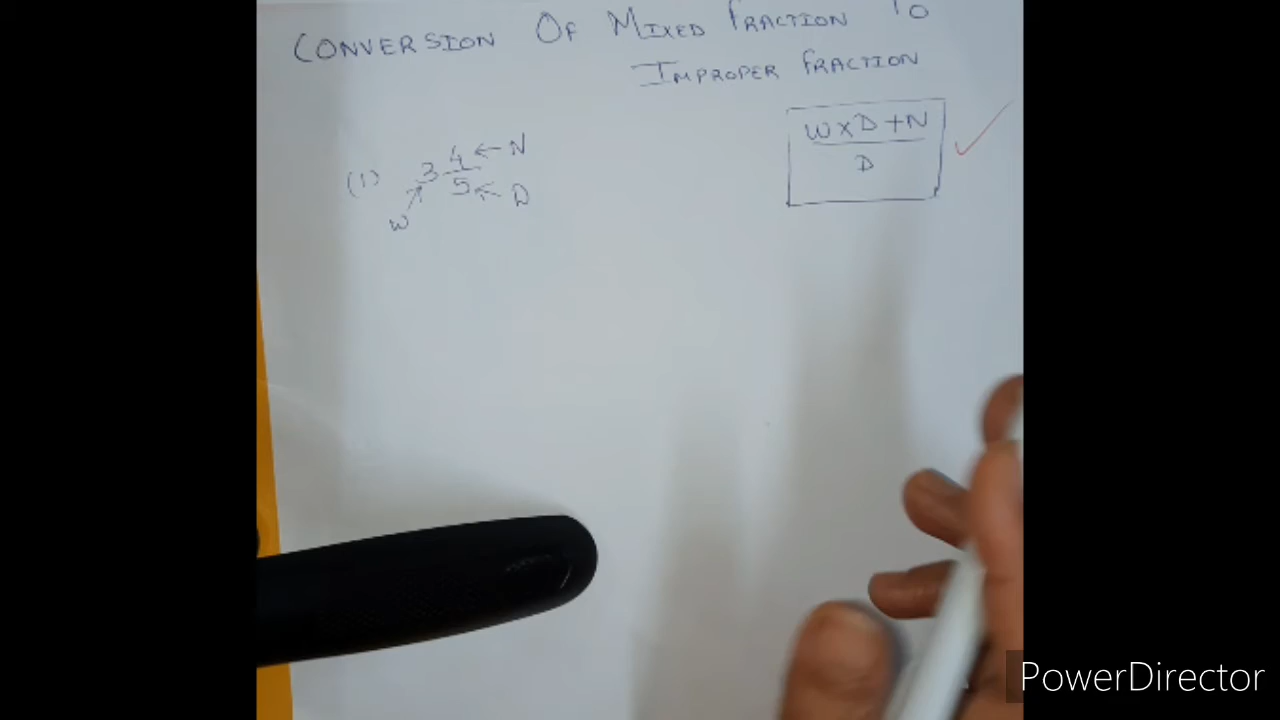 CONVERSION OF MIXED FRACTION TO
IMPROPER FRACTION
W x D + N
D
(1) 3 4/5
N
D
W
PowerDirector